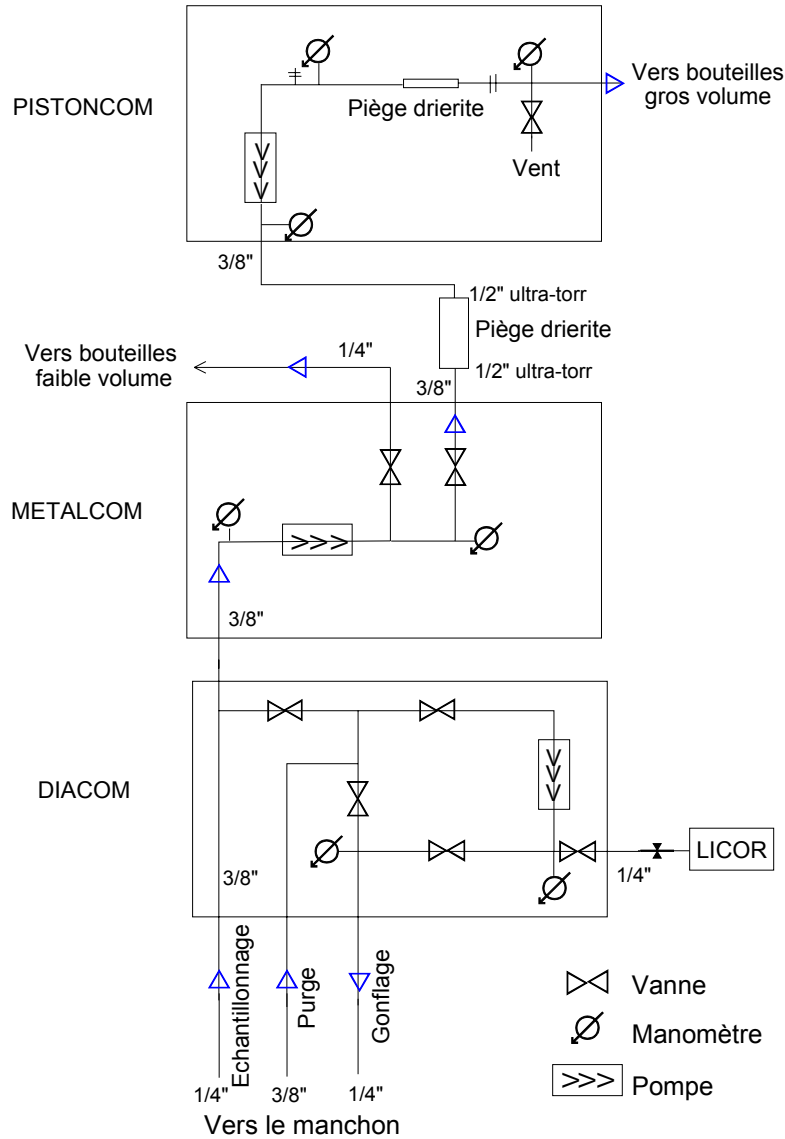 Vers bouteilles
gros volume
PISTONCOM
Piège drierite
Vent
3/8"
1/2" ultra-torr
Piège drierite
Vers bouteilles
faible volume
1/4"
1/2" ultra-torr
3/8"
METALCOM
3/8"
DIACOM
LICOR
1/4"
3/8"
Echantillonnage
Purge
Gonflage
Vanne
Manomètre
Pompe
1/4"
3/8"
1/4"
Vers le manchon